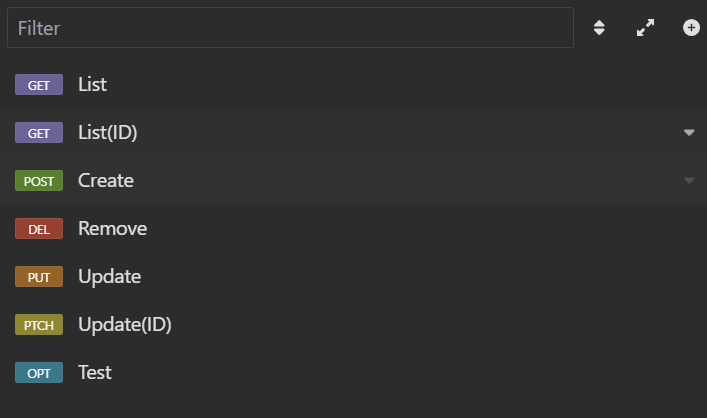 Filter
GET List
GET List(ID)
POST Create
DEL Remove
PUT Update
PTCH Update(ID)
OPT Test